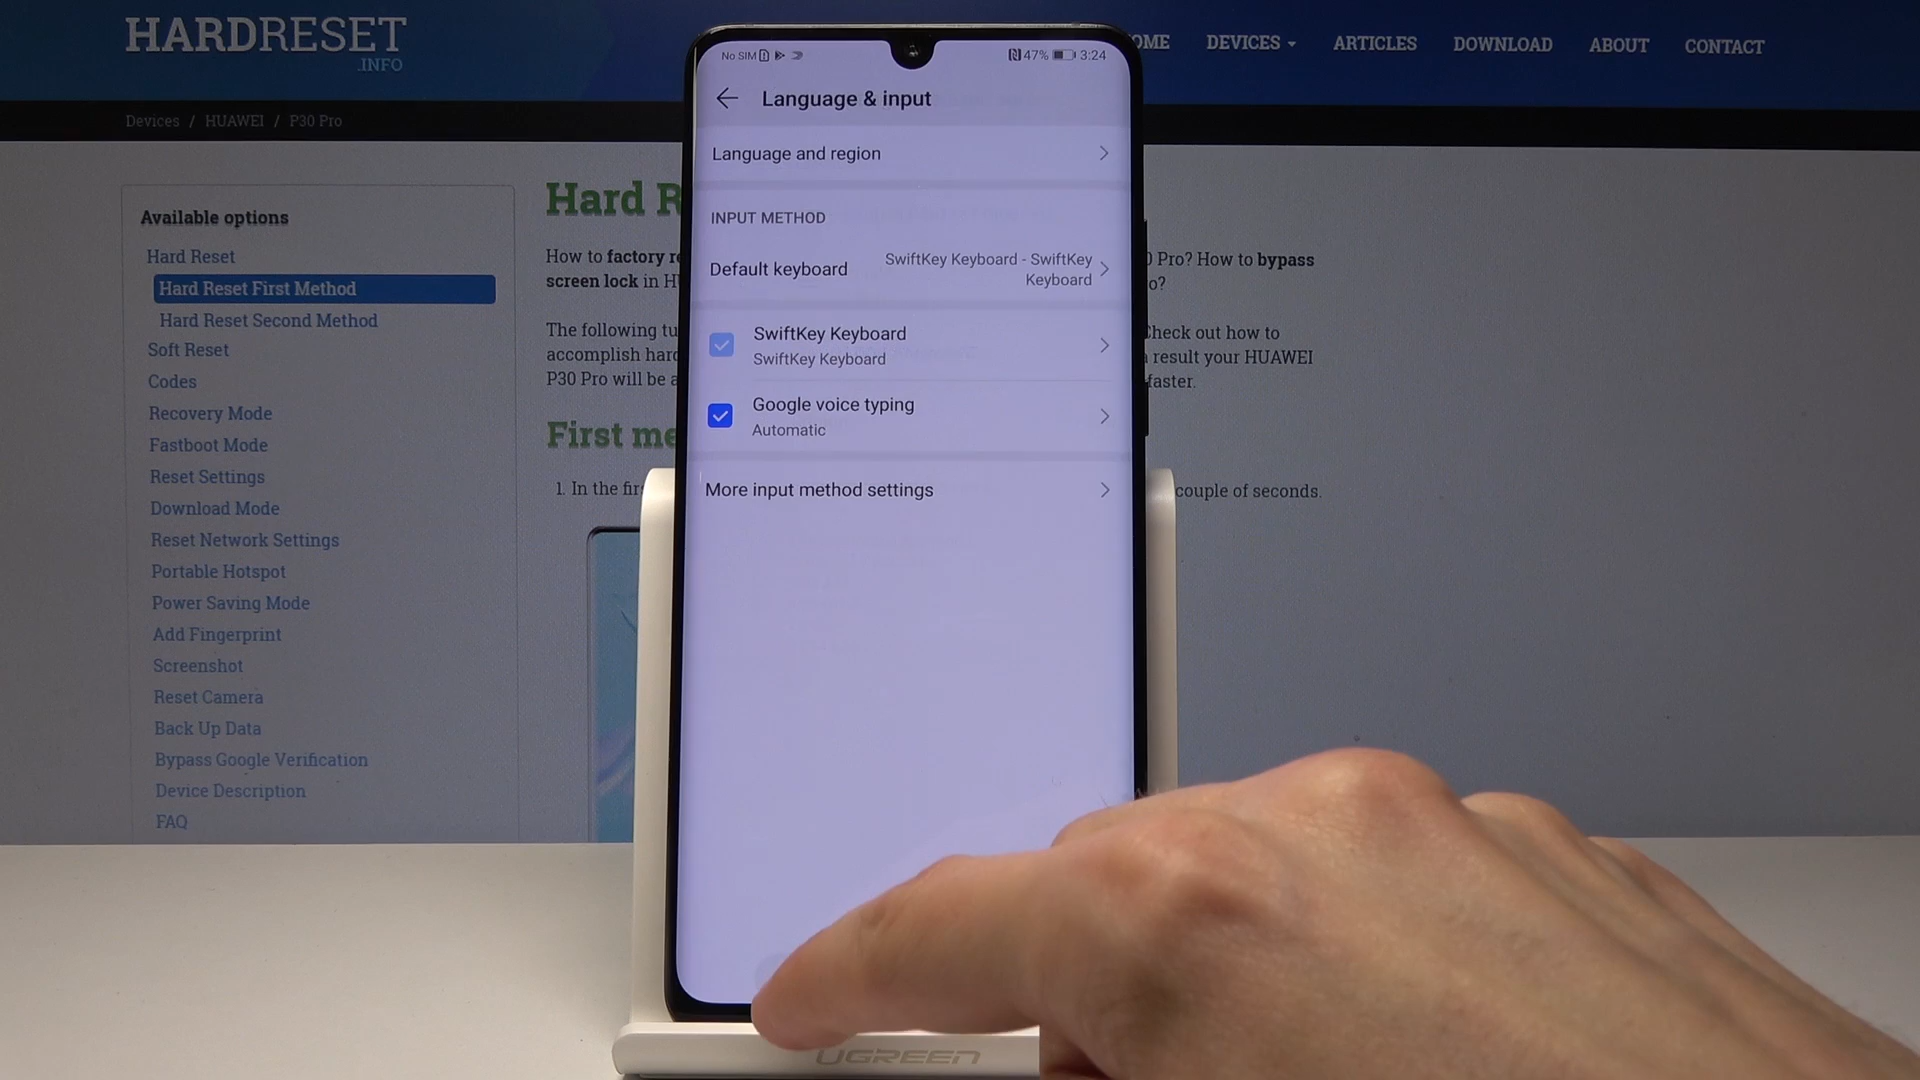 HARDRESET
.INFO
OME DEVICES ARTICLES DOWNLOAD ABOUT CONTACT
Devices / HUAWEI / P30 Pro
Available options
Hard Reset
Hard Reset First Method
Hard Reset Second Method
Soft Reset
Codes
Recovery Mode
Fastboot Mode
Reset Settings
Download Mode
Reset Network Settings
Portable Hotspot
Power Saving Mode
Add Fingerprint
Screenshot
Reset Camera
Back Up Data
Bypass Google Verification
Device Description
FAQ
Hard R
How to factory re
screen lock in H
The following tu
accomplish hard
P30 Pro will be a
First me
1. In the firs
No SIM 47% 3:24
Language & input
Language and region
INPUT METHOD
Default keyboard
SwiftKey Keyboard - SwiftKey
Keyboard
SwiftKey Keyboard
SwiftKey Keyboard
Google voice typing
Automatic
More input method settings
0 Pro? How to bypass
o?
Check out how to
result your HUAWEI
faster.
couple of seconds.
UGREEN